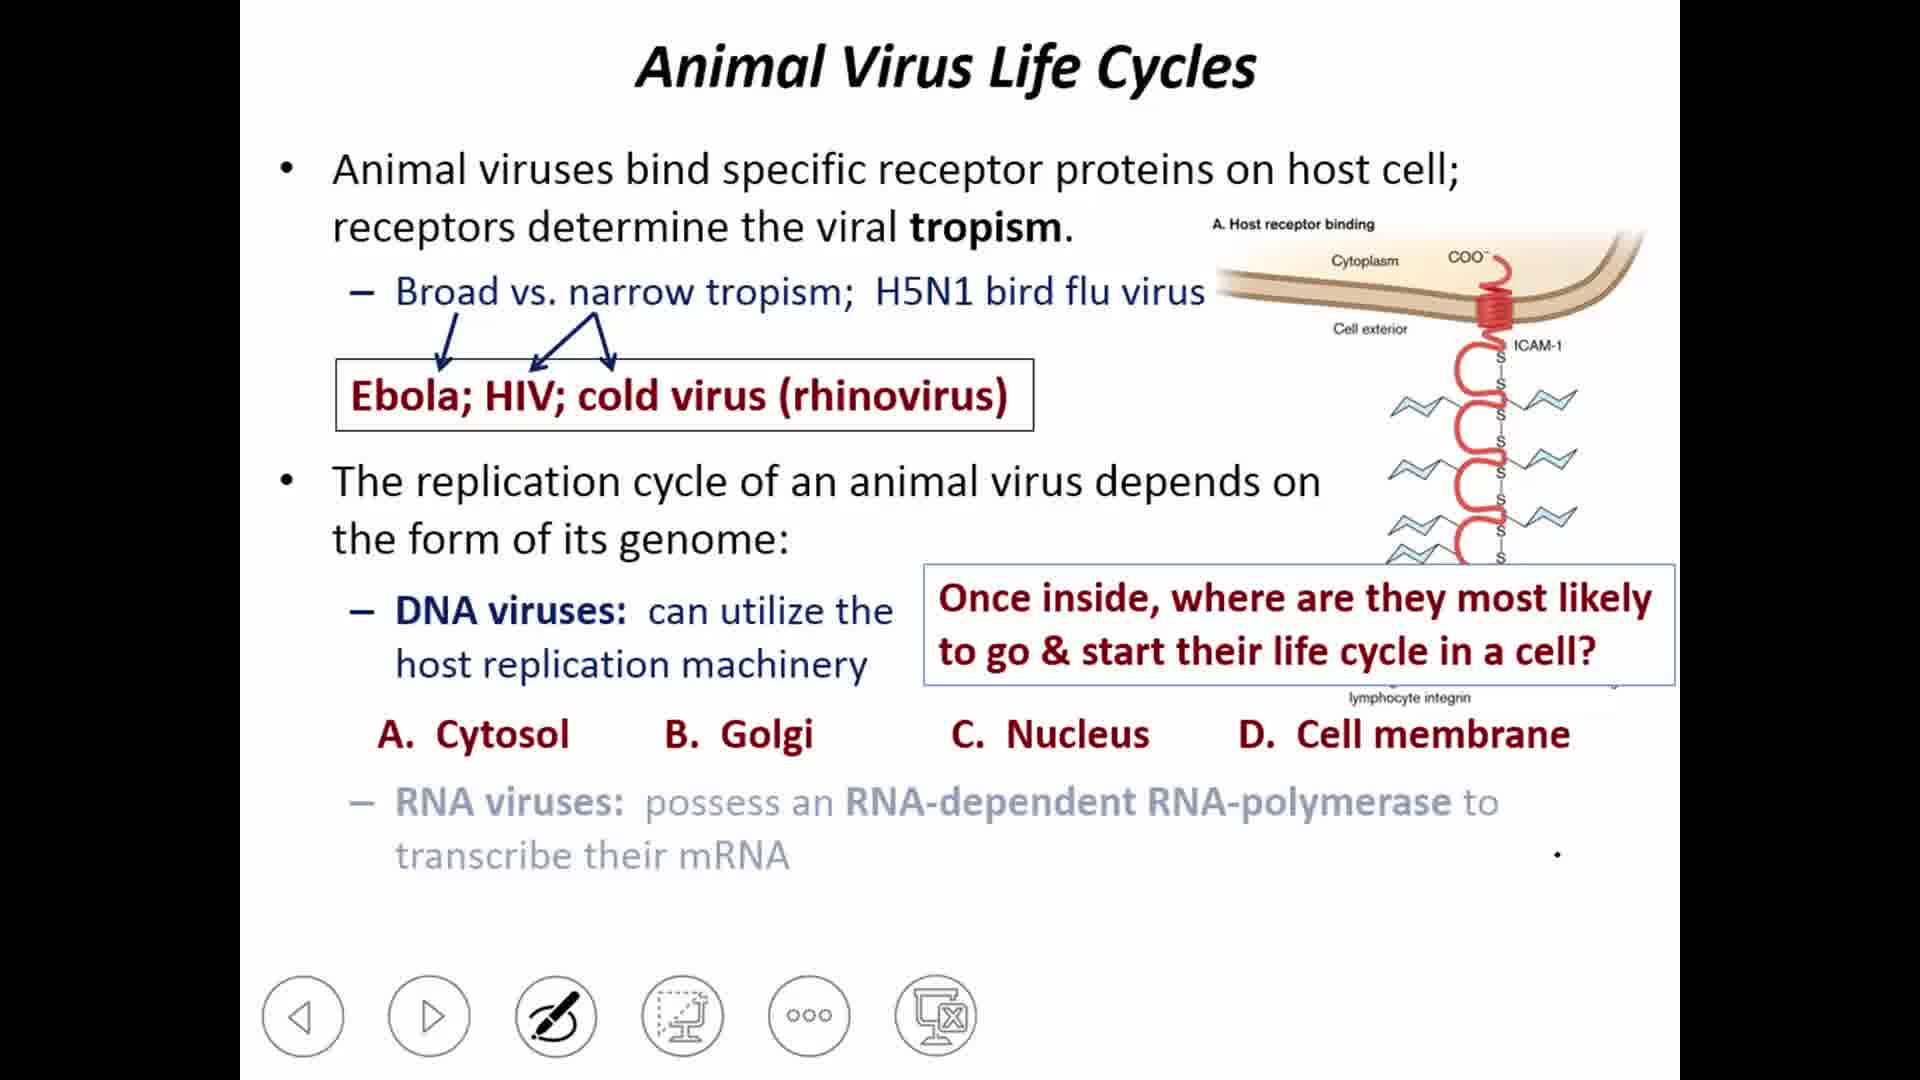 Animal Virus Life Cycles
• Animal viruses bind specific receptor proteins on host cell;
receptors determine the viral tropism.
– Broad vs. narrow tropism; H5N1 bird flu virus
Ebola; HIV; cold virus (rhinovirus)
A. Host receptor binding
Cytoplasm
COO⁻
Cell exterior
ICAM-1
S
S
S
S
S
S
S
S
• The replication cycle of an animal virus depends on
the form of its genome:
– DNA viruses: can utilize the
host replication machinery
Once inside, where are they most likely
to go & start their life cycle in a cell?
lymphocyte integrin
A. Cytosol B. Golgi C. Nucleus D. Cell membrane
– RNA viruses: possess an RNA-dependent RNA-polymerase to
transcribe their mRNA